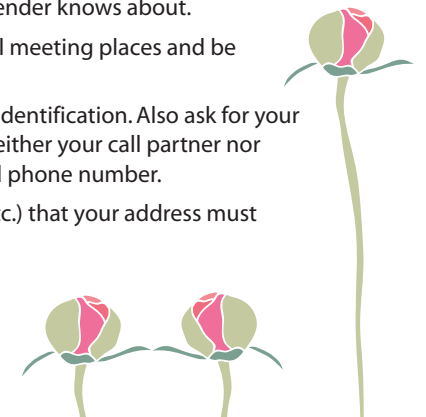 ender knows about.
l meeting places and be
dentification. Also ask for your
either your call partner nor
l phone number.
tc.) that your address must